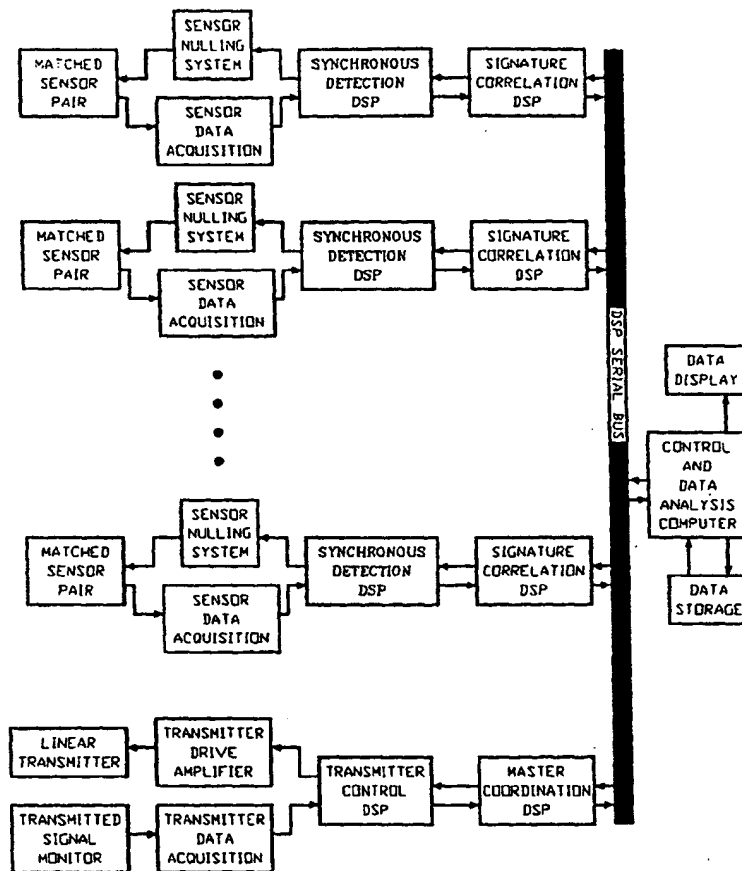 SENSOR
NULLING
SYSTEM
MATCHED
SENSOR
PAIR
SENSOR
DATA
ACQUISITION
SYNCHRONOUS
DETECTION
DSP
SIGNATURE
CORRELATION
DSP
SENSOR
NULLING
SYSTEM
MATCHED
SENSOR
PAIR
SENSOR
DATA
ACQUISITION
SYNCHRONOUS
DETECTION
DSP
SIGNATURE
CORRELATION
DSP
DSP SERIAL BUS
DATA
DISPLAY
CONTROL
AND
DATA
ANALYSIS
COMPUTER
DATA
STORAGE
SENSOR
NULLING
SYSTEM
MATCHED
SENSOR
PAIR
SENSOR
DATA
ACQUISITION
SYNCHRONOUS
DETECTION
DSP
SIGNATURE
CORRELATION
DSP
LINEAR
TRANSMITTER
TRANSMITTER
DRIVE
AMPLIFIER
TRANSMITTER
CONTROL
DSP
MASTER
COORDINATION
DSP
TRANSMITTED
SIGNAL
MONITOR
TRANSMITTER
DATA
ACQUISITION